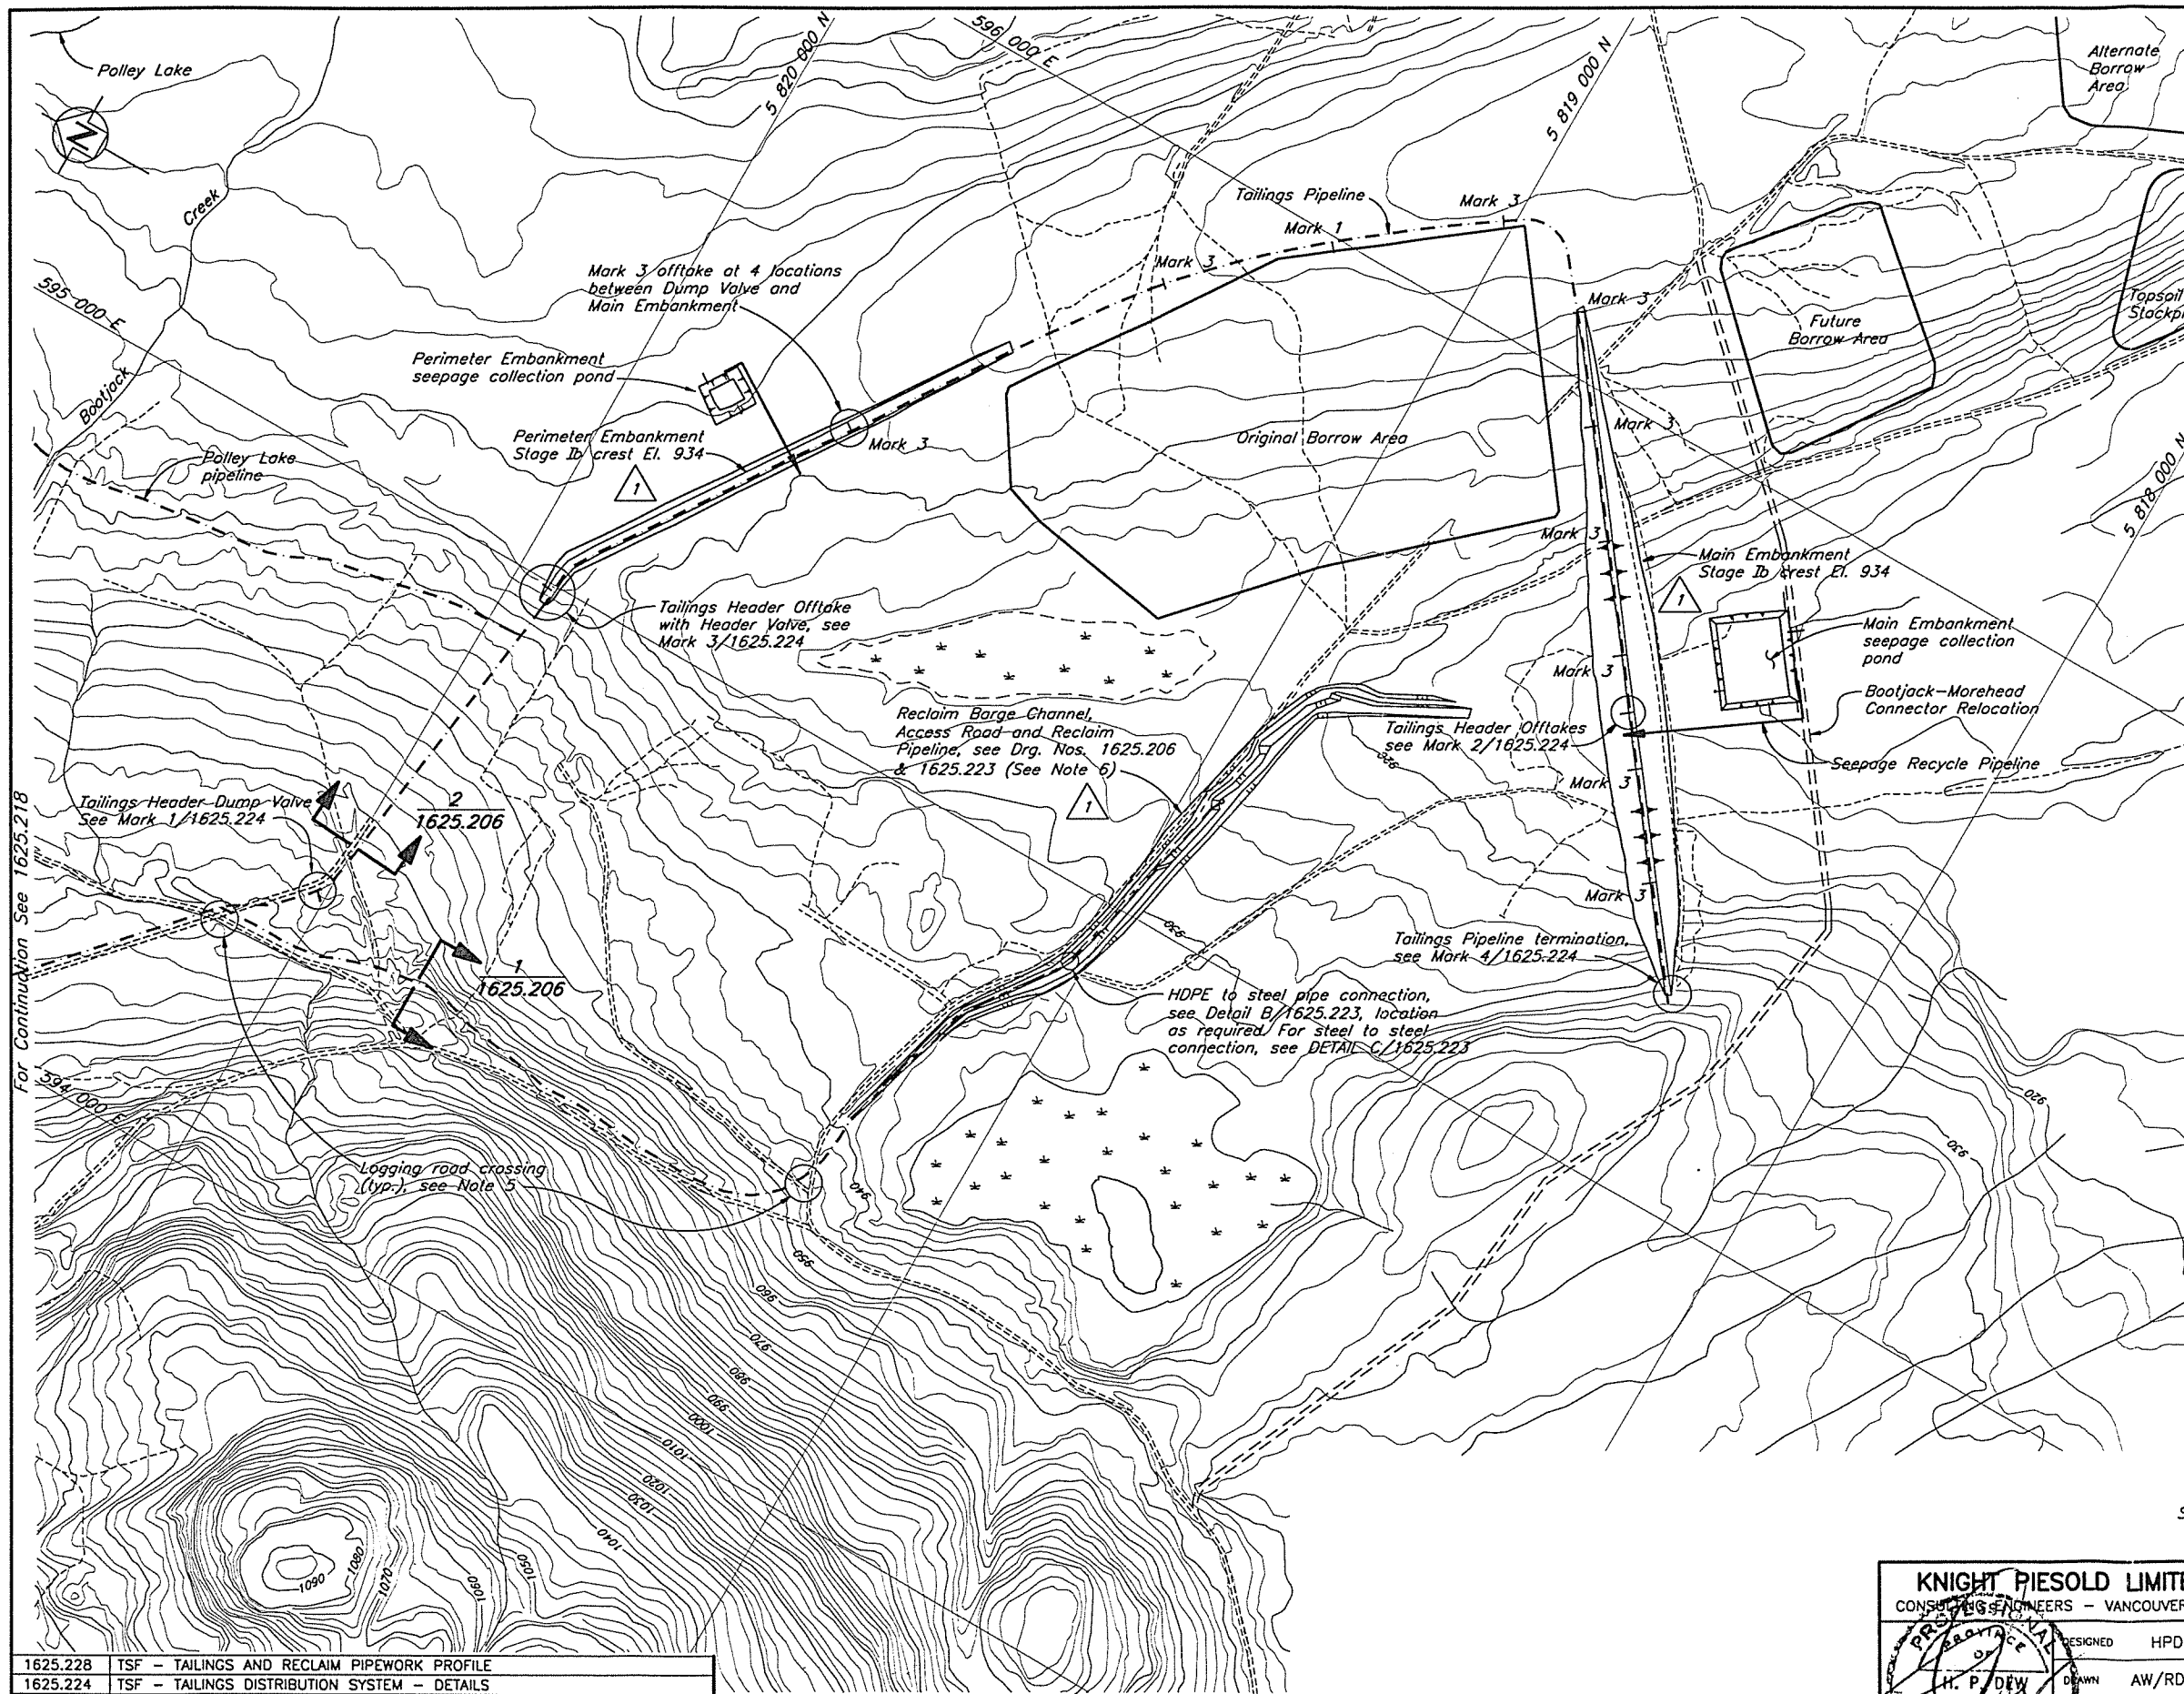 Polley Lake
N
Creek
Bootjack
595 000 E
5 820 000 N
596 000 E
5 819 000 N
5 818 000 N
594 000 E
Alternate
Borrow
Area
Tailings Pipeline
Mark 3
Mark 1
Mark 3
Mark 3
Mark 3 offtake at 4 locations
between Dump Valve and
Main Embankment
Perimeter Embankment
seepage collection pond
Perimeter Embankment
Stage Ib crest El. 934
1
Mark 3
Polley Lake
pipeline
Original Borrow Area
Future
Borrow Area
Topsoil
Mark 3
Mark 3
Main Embankment
Stage Ib crest El. 934
1
Main Embankment
seepage collection
pond
Bootjack-Morehead
Connector Relocation
Seepage Recycle Pipeline
Tailings Header Offtake
with Header Valve, see
Mark 3/1625.224
Reclaim Barge Channel,
Access Road and Reclaim
Pipeline, see Drg. Nos. 1625.206
& 1625.223 (See Note 6)
1
Mark 3
Tailings Header Offtakes
see Mark 2/1625.224
920
Mark 3
Mark 3
Tailings Header Dump Valve
See Mark 1/1625.224
2
1625.206
1
1625.206
For Continuation See 1625.218
930
Tailings Pipeline termination,
see Mark 4/1625.224
HDPE to steel pipe connection,
see Detail B/1625.223, location
as required. For steel to steel
connection, see DETAIL C/1625.223
Logging road crossing
(typ.), see Note 5
940
950
960
970
980
990
1000
1010
1020
1030
1040
1050
1060
1070
1080
1090
920
930
KNIGHT PIESOLD
CONSULTING ENGINEERS - VANCOUVER
PROFESSIONAL
PROVINCE
OF
H. P. DEW
DESIGNED HPD
DRAWN AW/RD
1625.228 TSF - TAILINGS AND RECLAIM PIPEWORK PROFILE
1625.224 TSF - TAILINGS DISTRIBUTION SYSTEM - DETAILS